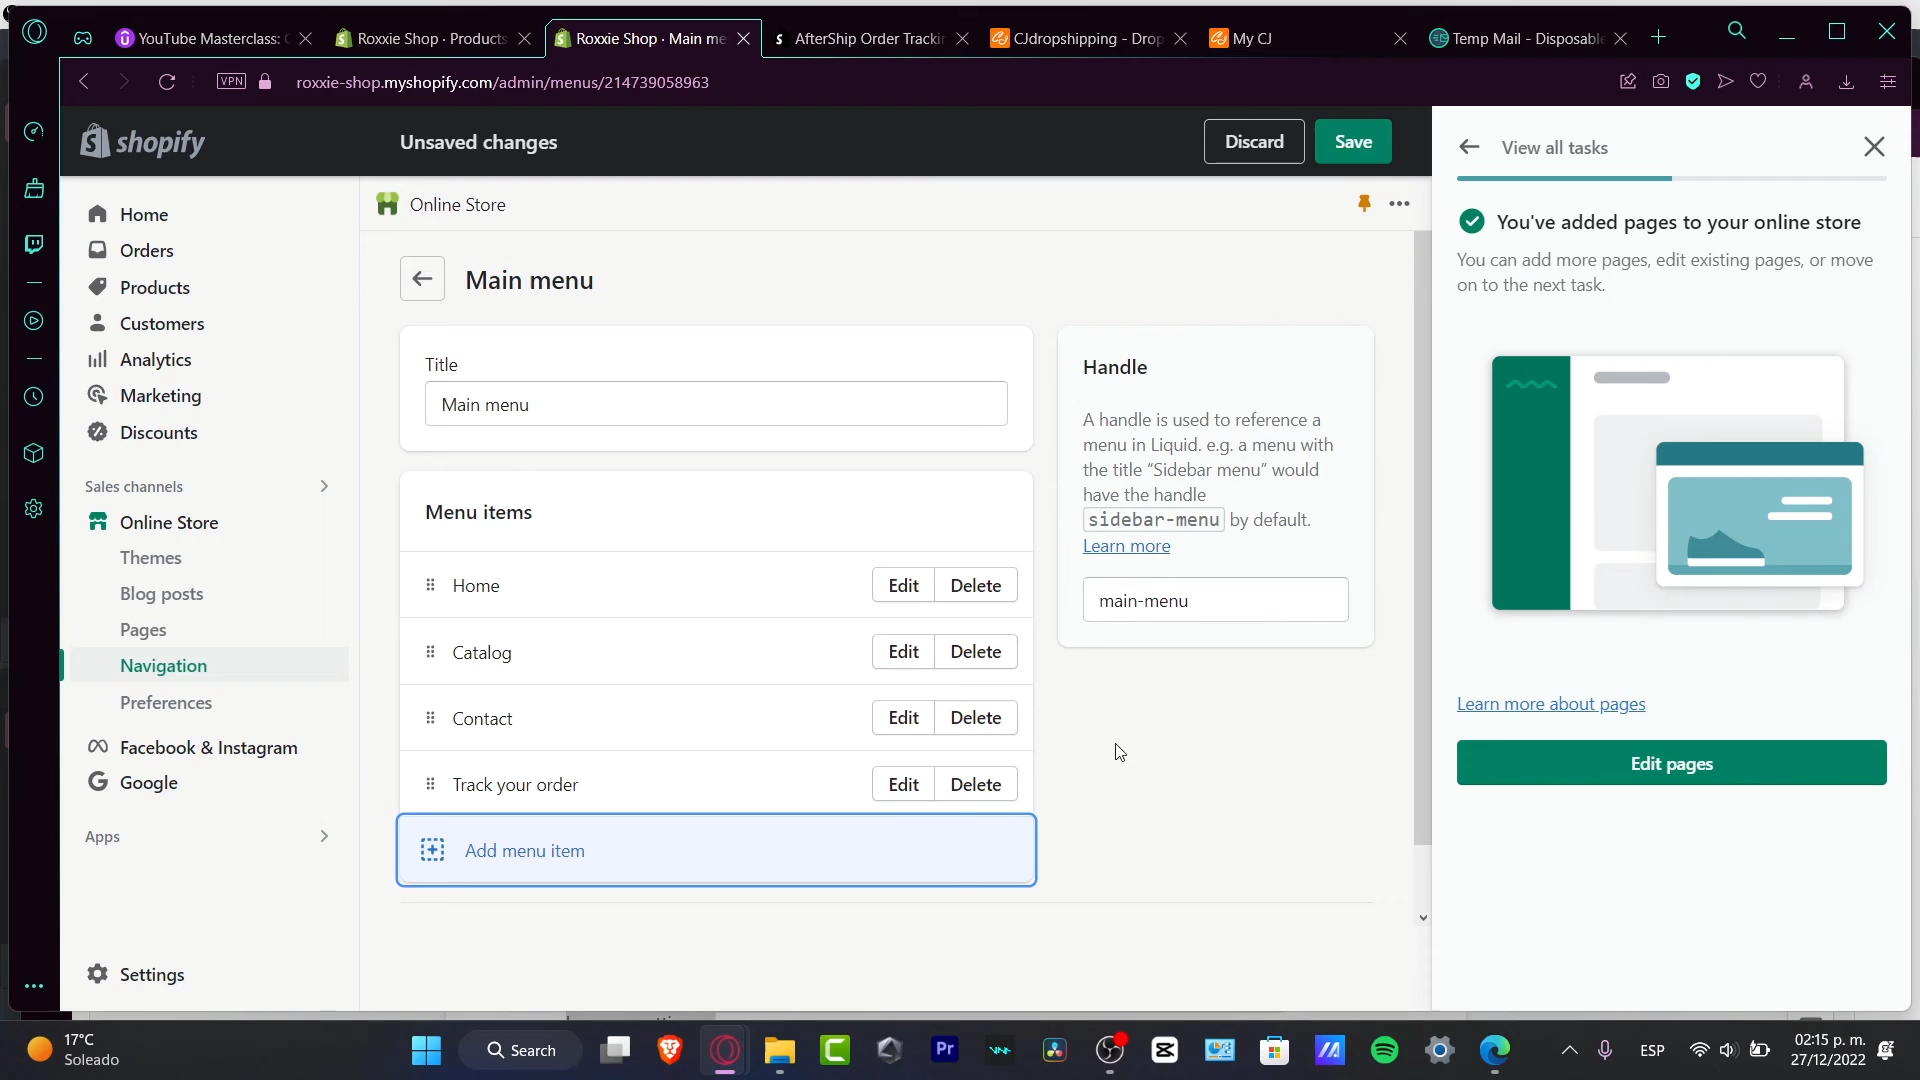 YouTube Masterclass: C
Roxxie Shop · Products
Roxxie Shop · Main me
AfterShip Order Trackin
CJdropshipping - Drop
My CJ
Temp Mail - Disposable
VPN
roxxie-shop.myshopify.com/admin/menus/214739058963
shopify
Unsaved changes
Discard
Save
Home
Orders
Products
Customers
Analytics
Marketing
Discounts
Sales channels
Online Store
Themes
Blog posts
Pages
Navigation
Preferences
Facebook & Instagram
Google
Apps
Settings
Online Store
Main menu
Title
Main menu
Menu items
Home
Edit
Delete
Catalog
Edit
Delete
Contact
Edit
Delete
Track your order
Edit
Delete
Add menu item
Handle
A handle is used to reference a
menu in Liquid. e.g. a menu with
the title “Sidebar menu” would
have the handle
sidebar-menu by default.
Learn more
main-menu
View all tasks
You've added pages to your online store
You can add more pages, edit existing pages, or move
on to the next task.
Learn more about pages
Edit pages
17°C
Soleado
Search
Pr
ESP
02:15 p. m.
27/12/2022